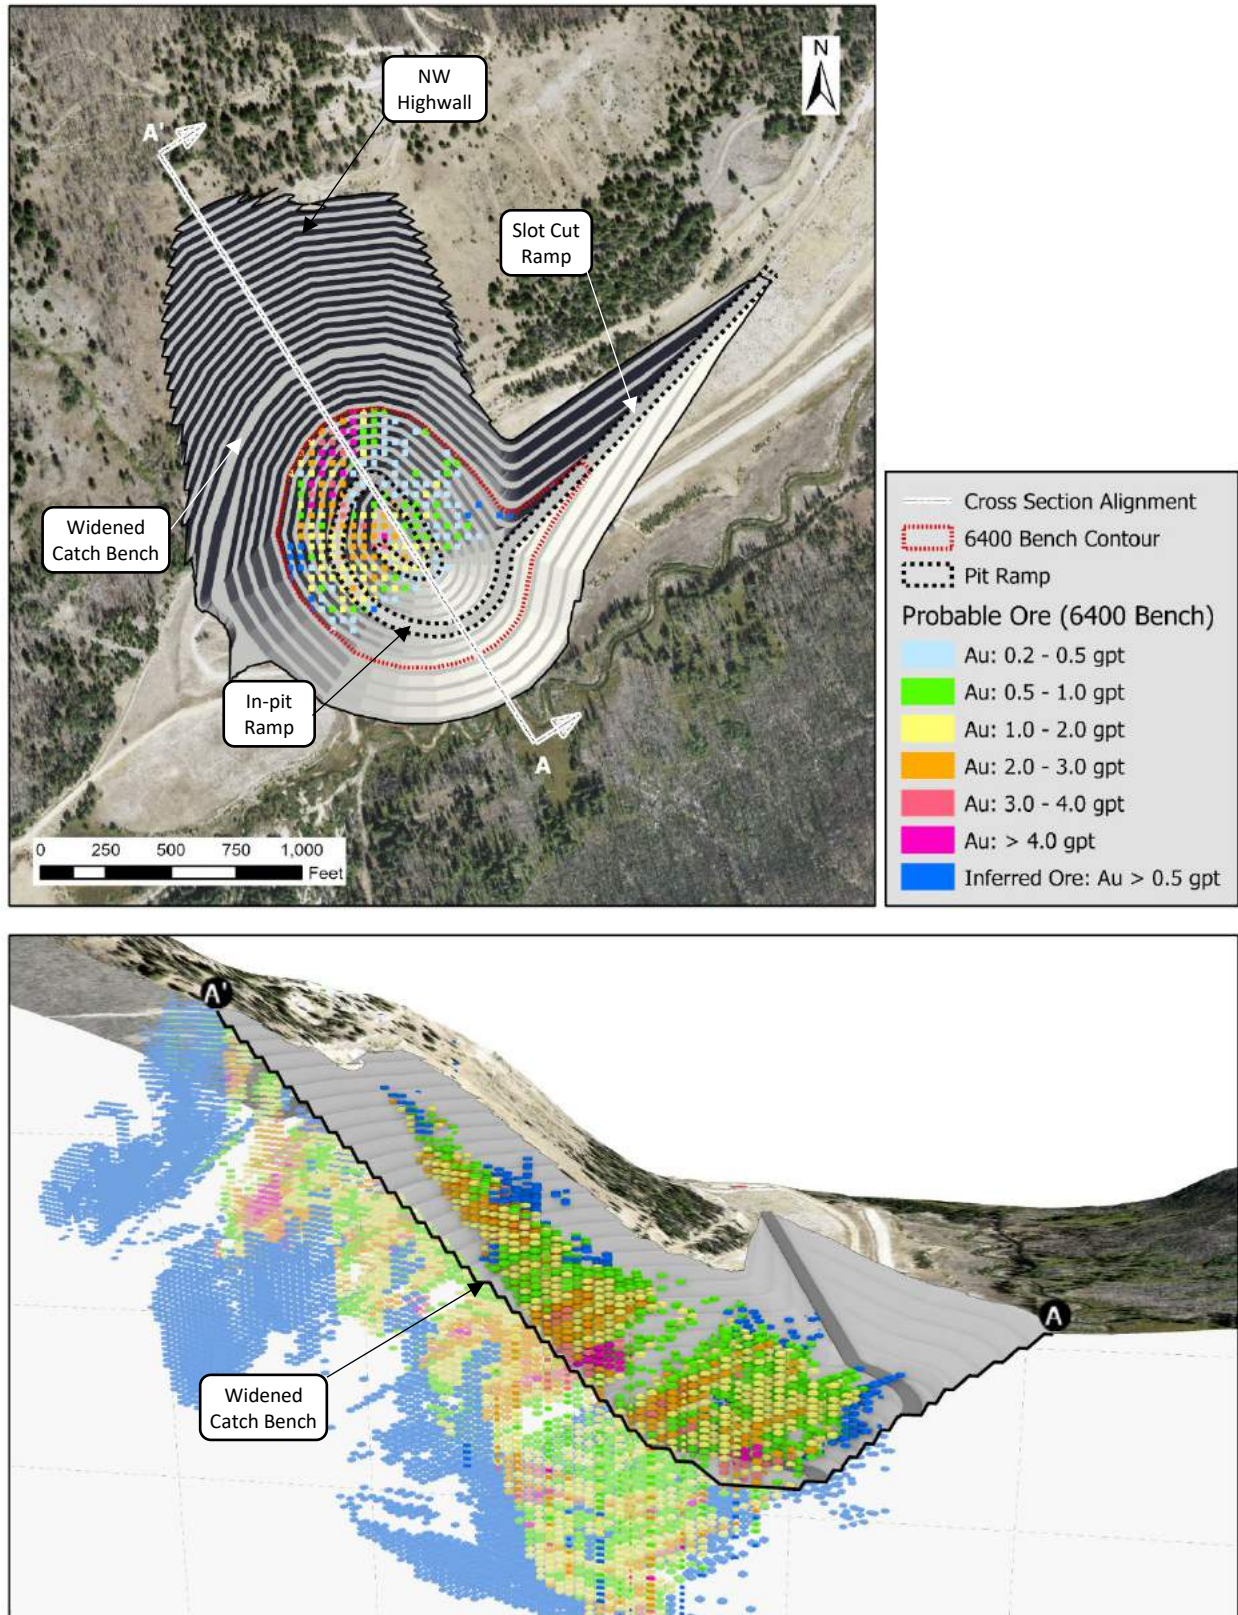 N
NW
Highwall
A'
Slot Cut
Ramp
Widened
Catch Bench
In-pit
Ramp
A
0 250 500 750 1,000
Feet
Cross Section Alignment
6400 Bench Contour
Pit Ramp
Probable Ore (6400 Bench)
Au: 0.2 - 0.5 gpt
Au: 0.5 - 1.0 gpt
Au: 1.0 - 2.0 gpt
Au: 2.0 - 3.0 gpt
Au: 3.0 - 4.0 gpt
Au: > 4.0 gpt
Inferred Ore: Au > 0.5 gpt
A'
A
Widened
Catch Bench